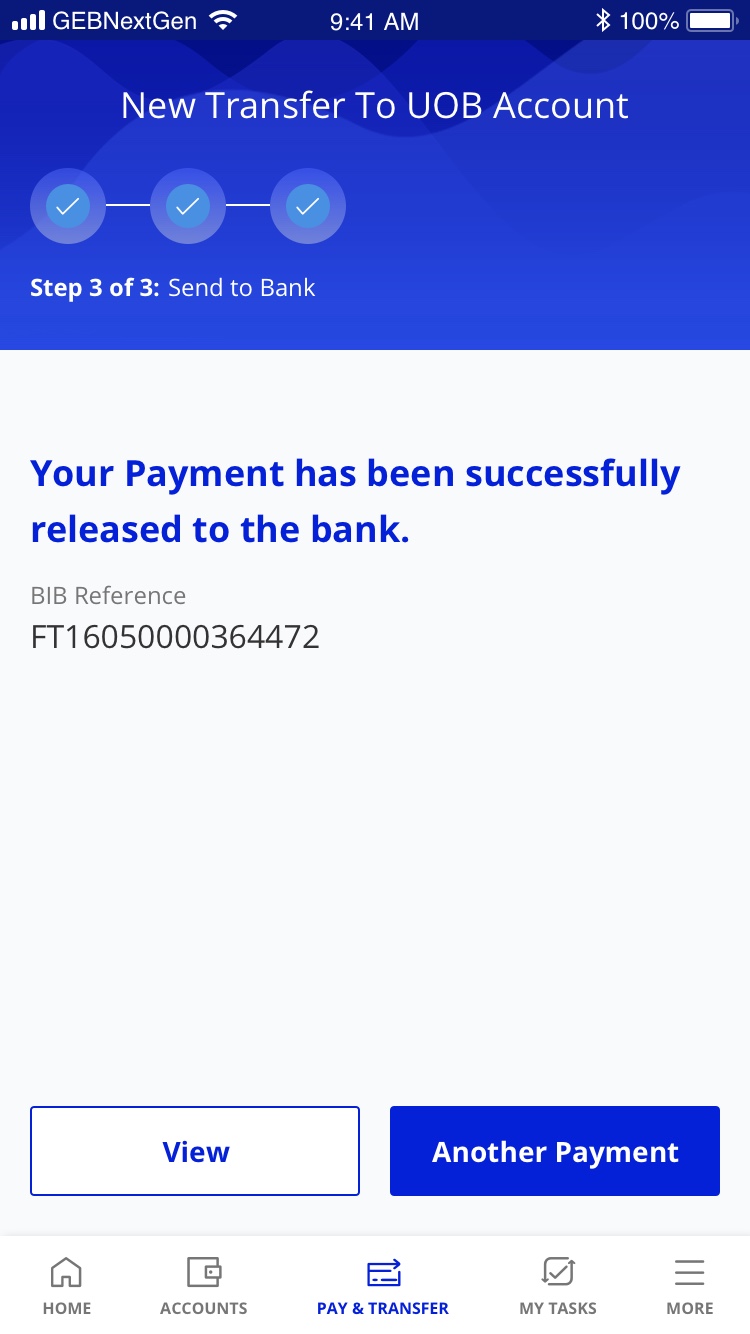 GEBNextGen 9:41 AM 100%
New Transfer To UOB Account
Step 3 of 3: Send to Bank
Your Payment has been successfully
released to the bank.
BIB Reference
FT16050000364472
View Another Payment
HOME ACCOUNTS PAY & TRANSFER MY TASKS MORE